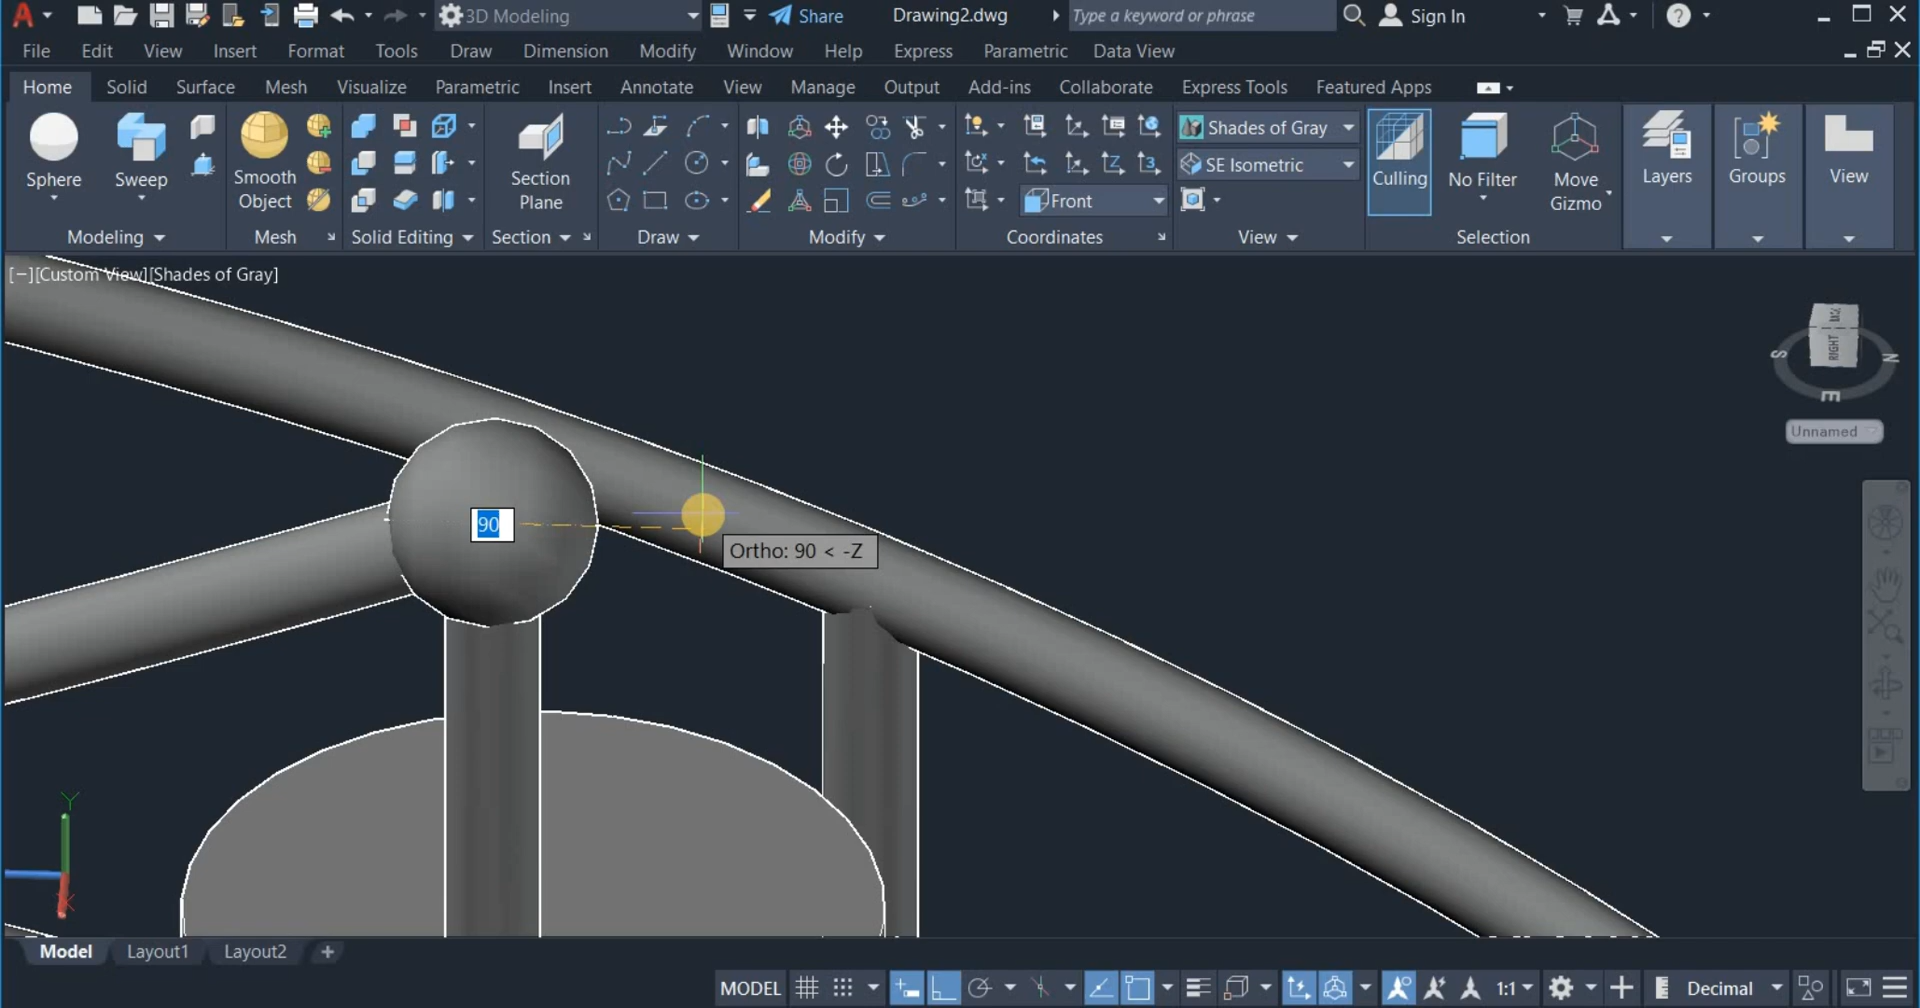 3D Modeling
Share
Drawing2.dwg
Type a keyword or phrase
Sign In
File Edit View Insert Format Tools Draw Dimension Modify Window Help Express Parametric Data View
Home Solid Surface Mesh Visualize Parametric Insert Annotate View Manage Output Add-ins Collaborate Express Tools Featured Apps
Sphere
Sweep
Smooth
Object
Section
Plane
Shades of Gray
SE Isometric
Front
Culling
No Filter
Move
Gizmo
Layers
Groups
View
Modeling
Mesh
Solid Editing
Section
Draw
Modify
Coordinates
View
Selection
[−][Custom View][Shades of Gray]
RIGHT
S
N
E
Unnamed
90
Ortho: 90 < -Z
Y
X
Model Layout1 Layout2 +
MODEL
1:1
Decimal